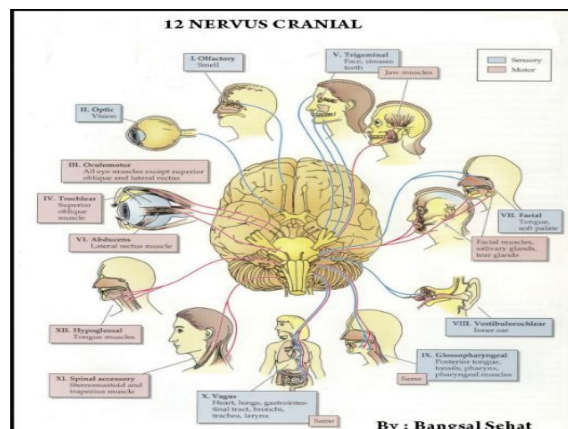 12 NERVUS CRANIAL
I. Olfactory
Smell
V. Trigeminal
Face, sinuses
teeth
Jaw muscles
Sensory
Motor
II. Optic
Vision
III. Oculomotor
All eye muscles except superior
oblique and lateral rectus
IV. Trochlear
Superior
oblique muscle
VI. Abducens
Lateral rectus muscle
VII. Facial
Tongue,
soft palate
Facial muscles,
salivary glands,
tear glands
VIII. Vestibulocochlear
Inner ear
XII. Hypoglossal
Tongue muscles
IX. Glossopharyngeal
Posterior tongue,
tonsils, pharynx,
pharyngeal muscles
Same
XI. Spinal accessory
Sternomastoid and
trapezius muscle
X. Vagus
Heart, lungs, gastrointes-
tinal tract, bronchi,
trachea, larynx
Same
By : Bangsal Sehat